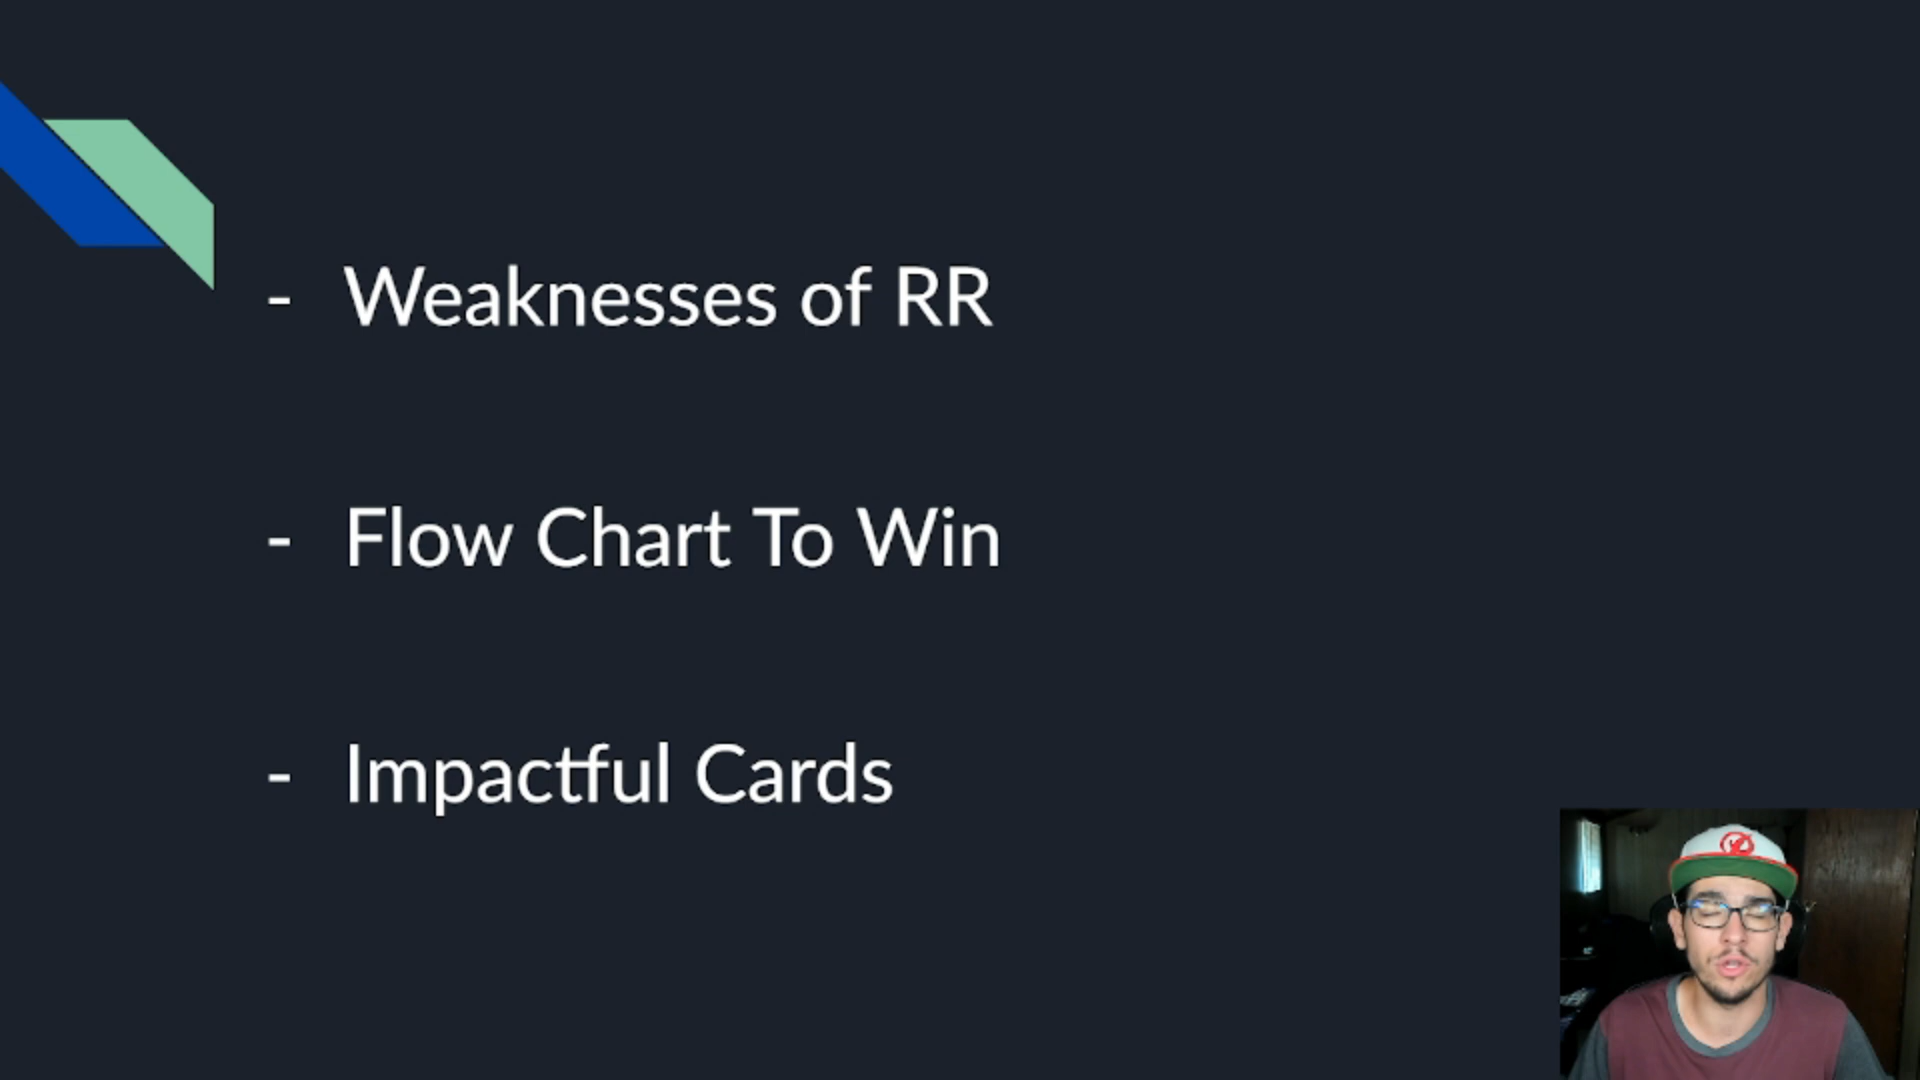 - Weaknesses of RR
- Flow Chart To Win
- Impactful Cards